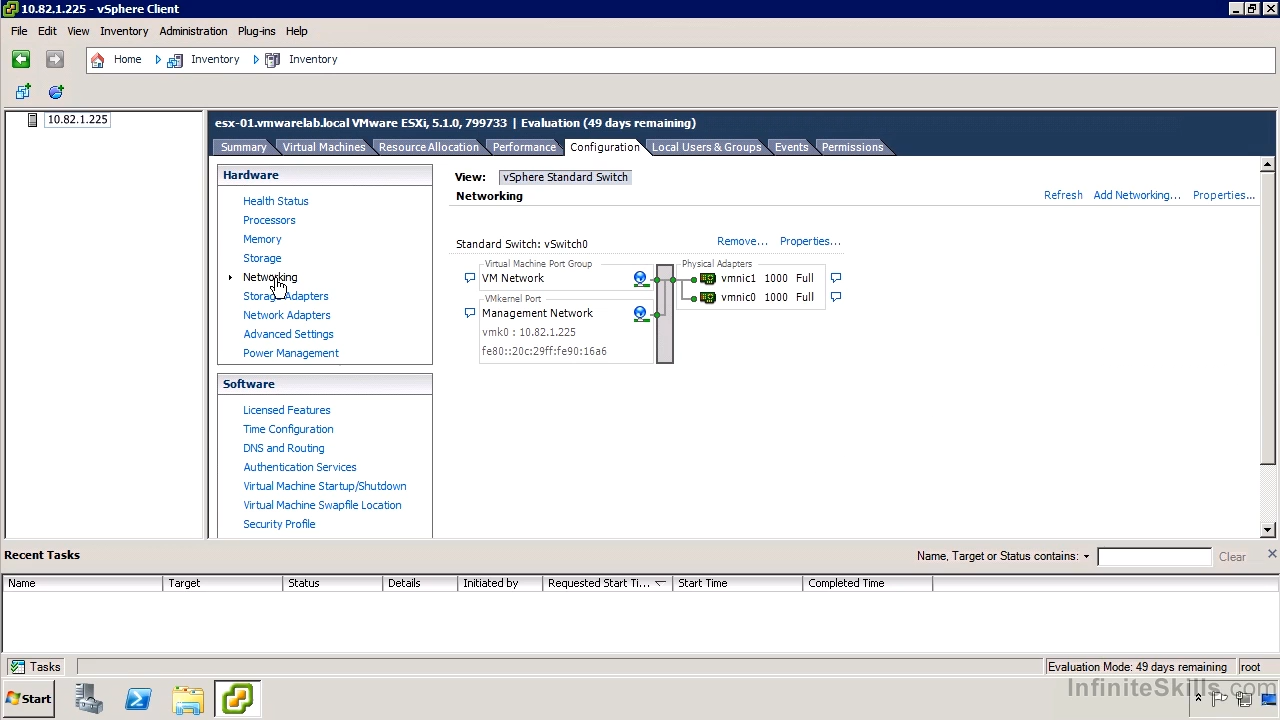 10.82.1.225 - vSphere Client
File Edit View Inventory Administration Plug-ins Help
Home Inventory Inventory
10.82.1.225
esx-01.vmwarelab.local VMware ESXi, 5.1.0, 799733 | Evaluation (49 days remaining)
Summary Virtual Machines Resource Allocation Performance Configuration Local Users & Groups Events Permissions
Hardware
Health Status
Processors
Memory
Storage
Networking
Storage Adapters
Network Adapters
Advanced Settings
Power Management
Software
Licensed Features
Time Configuration
DNS and Routing
Authentication Services
Virtual Machine Startup/Shutdown
Virtual Machine Swapfile Location
Security Profile
View: vSphere Standard Switch
Networking
Refresh Add Networking... Properties...
Standard Switch: vSwitch0 Remove... Properties...
Virtual Machine Port Group Physical Adapters
VM Network vmnic1 1000 Full
VMkernel Port vmnic0 1000 Full
Management Network
vmk0 : 10.82.1.225
fe80::20c:29ff:fe90:16a6
Recent Tasks Name, Target or Status contains: Clear
Name Target Status Details Initiated by Requested Start Ti... Start Time Completed Time
Tasks Evaluation Mode: 49 days remaining root
Start
InfiniteSkills.com